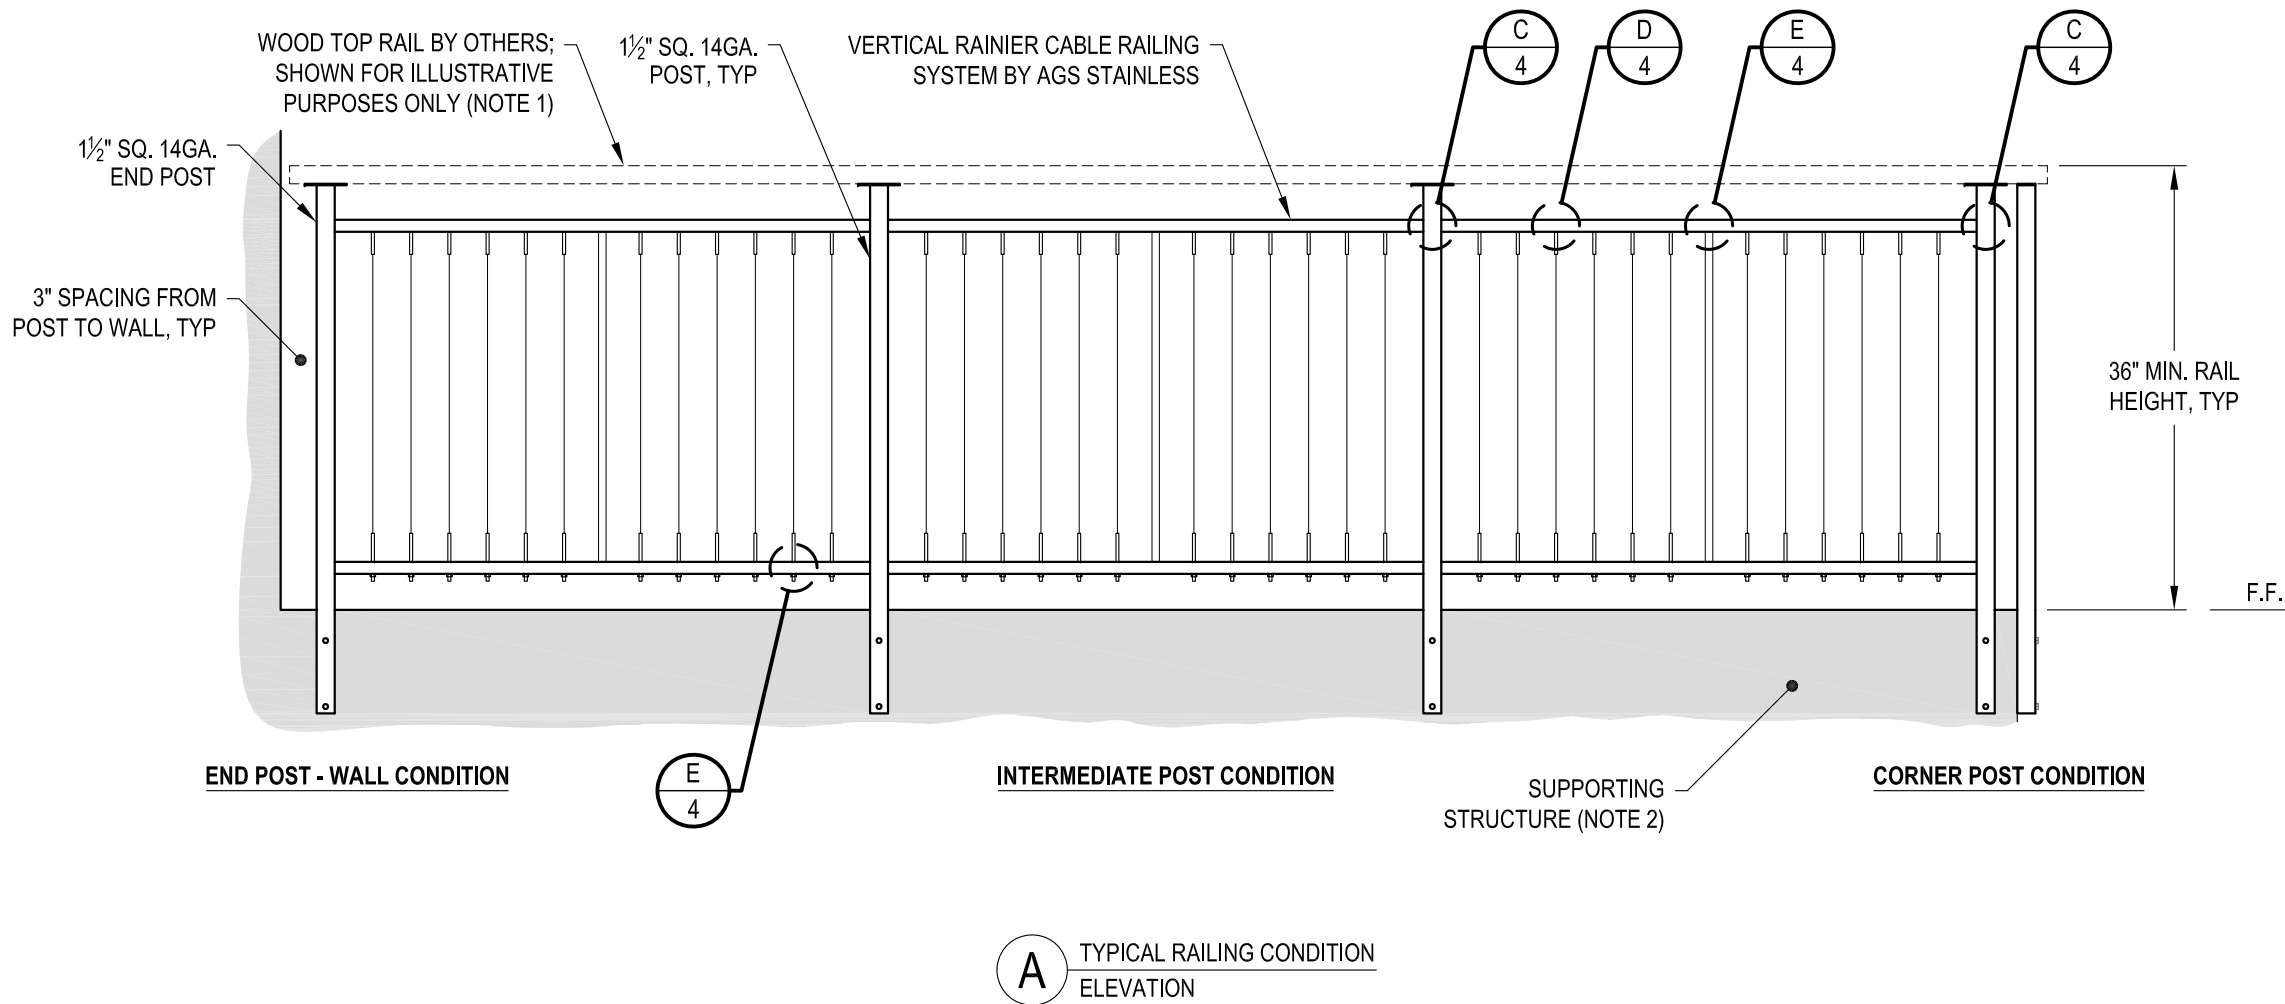 WOOD TOP RAIL BY OTHERS;
SHOWN FOR ILLUSTRATIVE
PURPOSES ONLY (NOTE 1)
1½" SQ. 14GA.
POST, TYP
VERTICAL RAINIER CABLE RAILING
SYSTEM BY AGS STAINLESS
C
4
D
4
E
4
C
4
1½" SQ. 14GA.
END POST
3" SPACING FROM
POST TO WALL, TYP
36" MIN. RAIL
HEIGHT, TYP
F.F.
END POST - WALL CONDITION
E
4
INTERMEDIATE POST CONDITION
SUPPORTING
STRUCTURE (NOTE 2)
CORNER POST CONDITION
A
TYPICAL RAILING CONDITION
ELEVATION